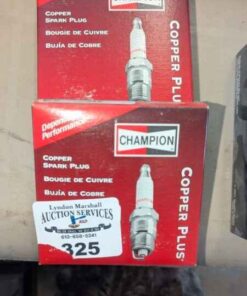 CHAMPION
COPPER
SPARK PLUG
BOUGIE DE CUIVRE
BUJÍA DE COBRE
COPPER PLUS
Dependable
Performance
CHAMPION
COPPER
SPARK PLUG
BOUGIE DE CUIVRE
BUJÍA DE COBRE
COPPER PLUS
Lyndon Marshall
AUCTION SERVICES
325